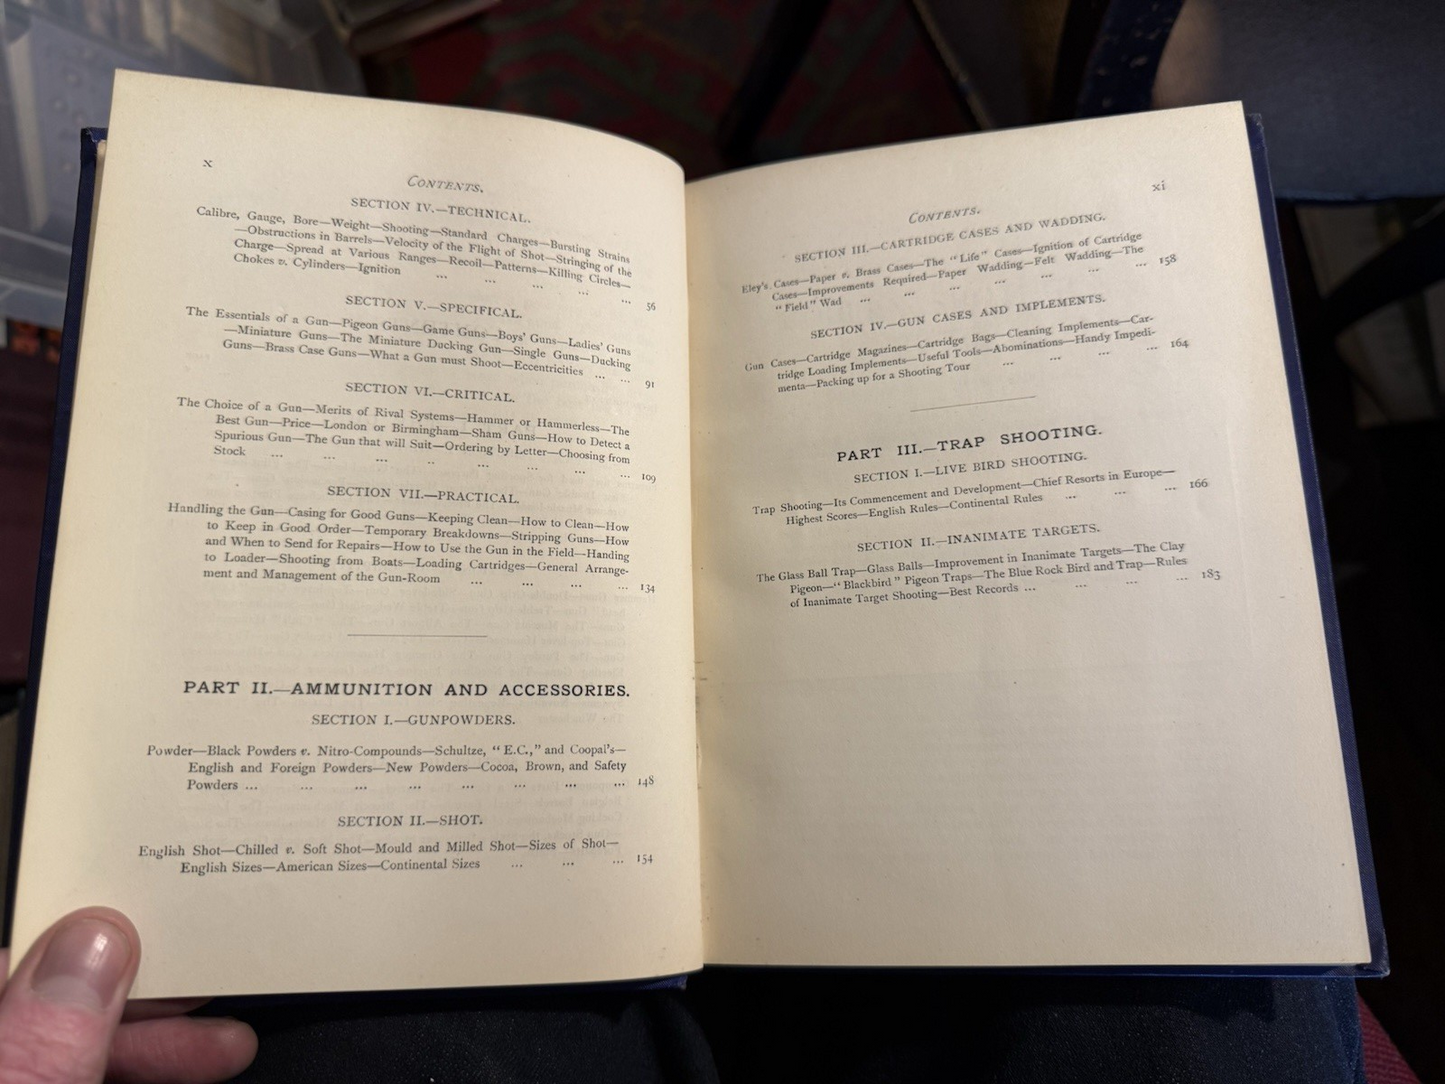 x
CONTENTS.
SECTION IV.—TECHNICAL.
Calibre, Gauge, Bore—Weight—Shooting—Standard Charges—Bursting Strains
—Obstructions in Barrels—Velocity of the Flight of Shot—Stringing of the
Charge—Spread at Various Ranges—Recoil—Patterns—Killing Circles—
Chokes v. Cylinders—Ignition ... ... ... ... ... 56
SECTION V.—SPECIFICAL.
The Essentials of a Gun—Pigeon Guns—Game Guns—Boys' Guns—Ladies' Guns
—Miniature Guns—The Miniature Ducking Gun—Single Guns—Ducking
Guns—Brass Case Guns—What a Gun must Shoot—Eccentricities ... ... 91
SECTION VI.—CRITICAL.
The Choice of a Gun—Merits of Rival Systems—Hammer or Hammerless—The
Best Gun—Price—London or Birmingham—Sham Guns—How to Detect a
Spurious Gun—The Gun that will Suit—Ordering by Letter—Choosing from
Stock ... ... ... .. ... ... ... ... 109
SECTION VII.—PRACTICAL.
Handling the Gun—Casing for Good Guns—Keeping Clean—How to Clean—How
to Keep in Good Order—Temporary Breakdowns—Stripping Guns—How
and When to Send for Repairs—How to Use the Gun in the Field—Handing
to Loader—Shooting from Boats—Loading Cartridges—General Arrange-
ment and Management of the Gun-Room ... ... ... ... 134
PART II.—AMMUNITION AND ACCESSORIES.
SECTION I.—GUNPOWDERS.
Powder—Black Powders v. Nitro-Compounds—Schultze, "E.C.," and Coopal's—
English and Foreign Powders—New Powders—Cocoa, Brown, and Safety
Powders ... ... ... ... ... ... ... ... 148
SECTION II.—SHOT.
English Shot—Chilled v. Soft Shot—Mould and Milled Shot—Sizes of Shot—
English Sizes—American Sizes—Continental Sizes ... ... ... 154
xi
CONTENTS.
SECTION III.—CARTRIDGE CASES AND WADDING.
Eley's Cases—Paper v. Brass Cases—The "Life" Cases—Ignition of Cartridge
Cases—Improvements Required—Paper Wadding—Felt Wadding—The
"Field" Wad ... ... ... ... ... ... ... 158
SECTION IV.—GUN CASES AND IMPLEMENTS.
Gun Cases—Cartridge Magazines—Cartridge Bags—Cleaning Implements—Car-
tridge Loading Implements—Useful Tools—Abominations—Handy Impedi-
menta—Packing up for a Shooting Tour ... ... ... ... 164
PART III.—TRAP SHOOTING.
SECTION I.—LIVE BIRD SHOOTING.
Trap Shooting—Its Commencement and Development—Chief Resorts in Europe—
Highest Scores—English Rules—Continental Rules ... ... ... 166
SECTION II.—INANIMATE TARGETS.
The Glass Ball Trap—Glass Balls—Improvement in Inanimate Targets—The Clay
Pigeon—"Blackbird" Pigeon Traps—The Blue Rock Bird and Trap—Rules
of Inanimate Target Shooting—Best Records ... ... ... ... 183